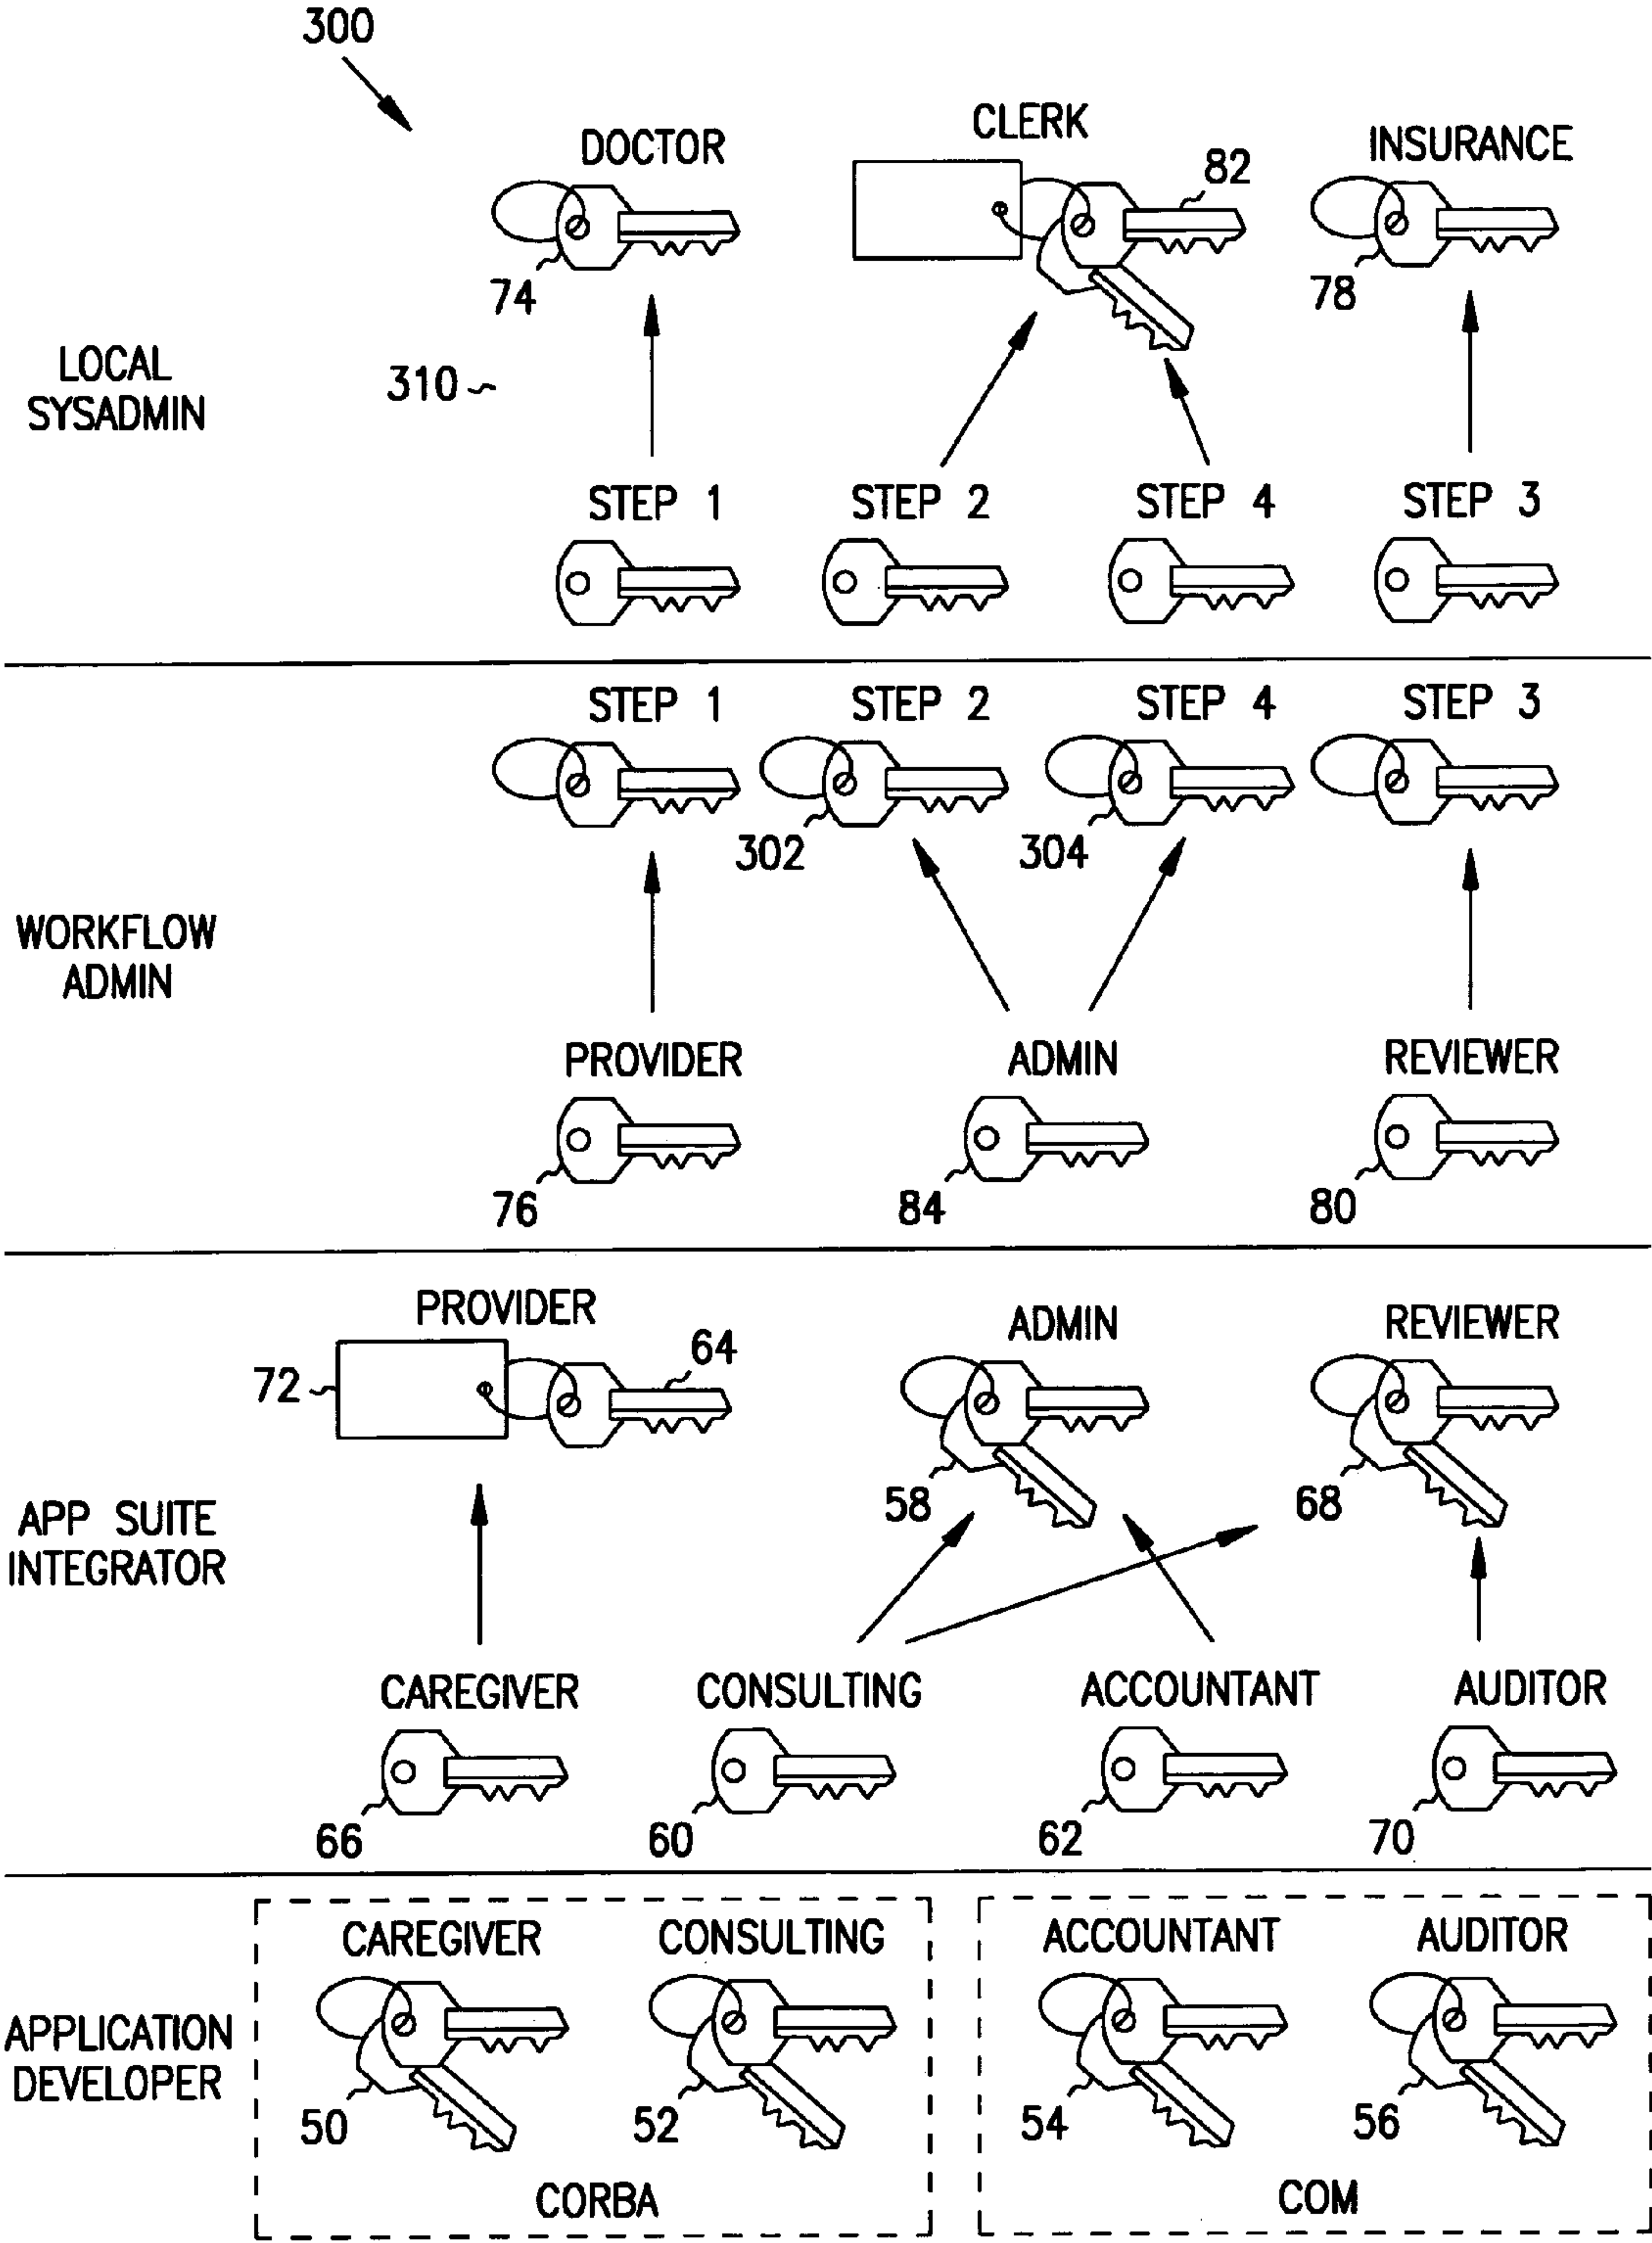 300
DOCTOR
CLERK
INSURANCE
82
74
78
LOCAL
SYSADMIN
310
STEP 1
STEP 2
STEP 4
STEP 3
STEP 1
STEP 2
STEP 4
STEP 3
302
304
WORKFLOW
ADMIN
PROVIDER
ADMIN
REVIEWER
76
84
80
PROVIDER
ADMIN
REVIEWER
72
64
58
68
APP SUITE
INTEGRATOR
CAREGIVER
CONSULTING
ACCOUNTANT
AUDITOR
66
60
62
70
CAREGIVER
CONSULTING
ACCOUNTANT
AUDITOR
APPLICATION
DEVELOPER
50
52
54
56
CORBA
COM